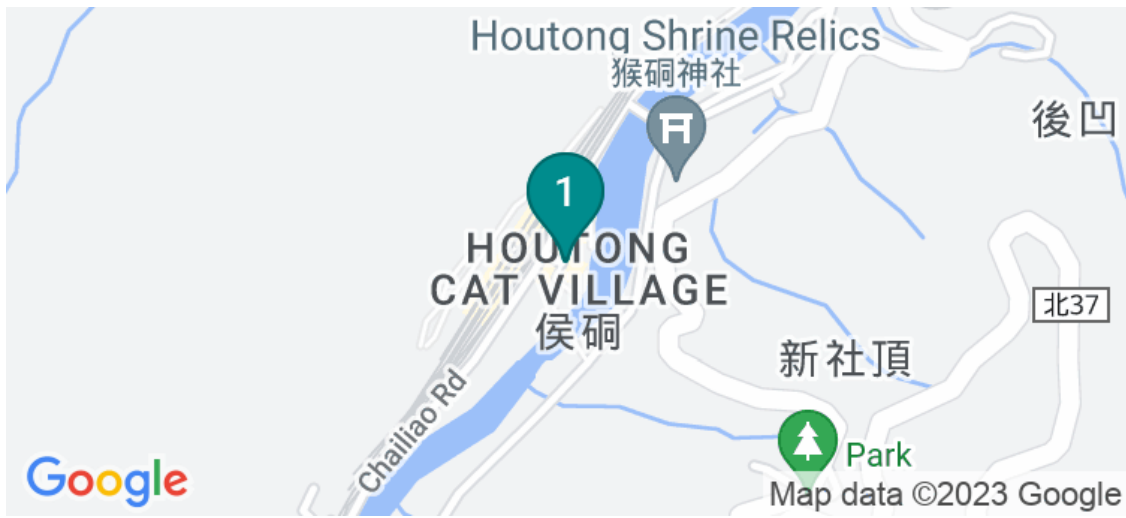 Houtong Shrine Relics
猴硐神社
後凹
1
HOUTONG
CAT VILLAGE
侯硐
北37
新社頂
Chailiao Rd
Park
Google
Map data ©2023 Google